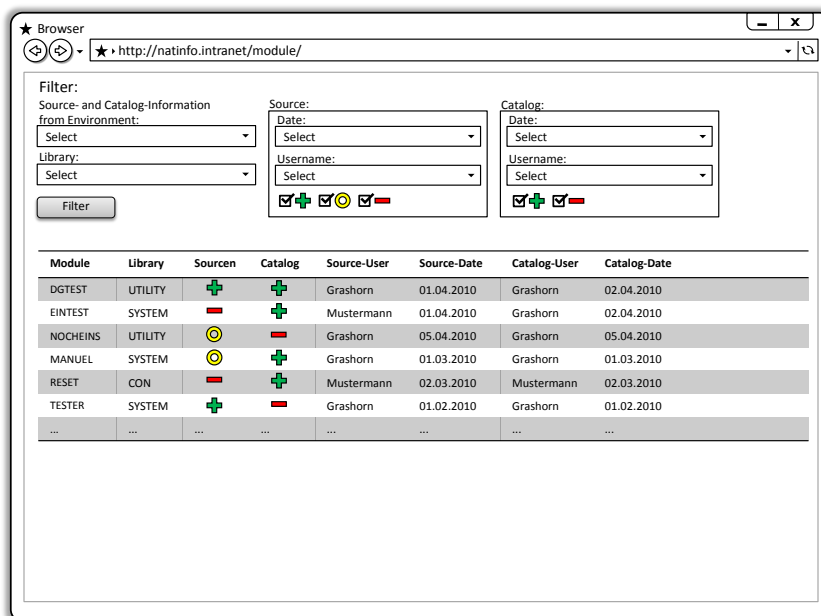 Browser
http://natinfo.intranet/module/
Filter:
Source- and Catalog-Information
from Environment:
Select
Library:
Select
Filter
Source:
Date:
Select
Username:
Select
Catalog:
Date:
Select
Username:
Select
Module Library Sourcen Catalog Source-User Source-Date Catalog-User Catalog-Date
DGTEST UTILITY Grashorn 01.04.2010 Grashorn 02.04.2010
EINTEST SYSTEM Mustermann 01.04.2010 Grashorn 02.04.2010
NOCHEINS UTILITY Grashorn 05.04.2010 Grashorn 05.04.2010
MANUEL SYSTEM Grashorn 01.03.2010 Grashorn 01.03.2010
RESET CON Mustermann 02.03.2010 Mustermann 02.03.2010
TESTER SYSTEM Grashorn 01.02.2010 Grashorn 01.02.2010
... ... ... ... ... ... ... ...